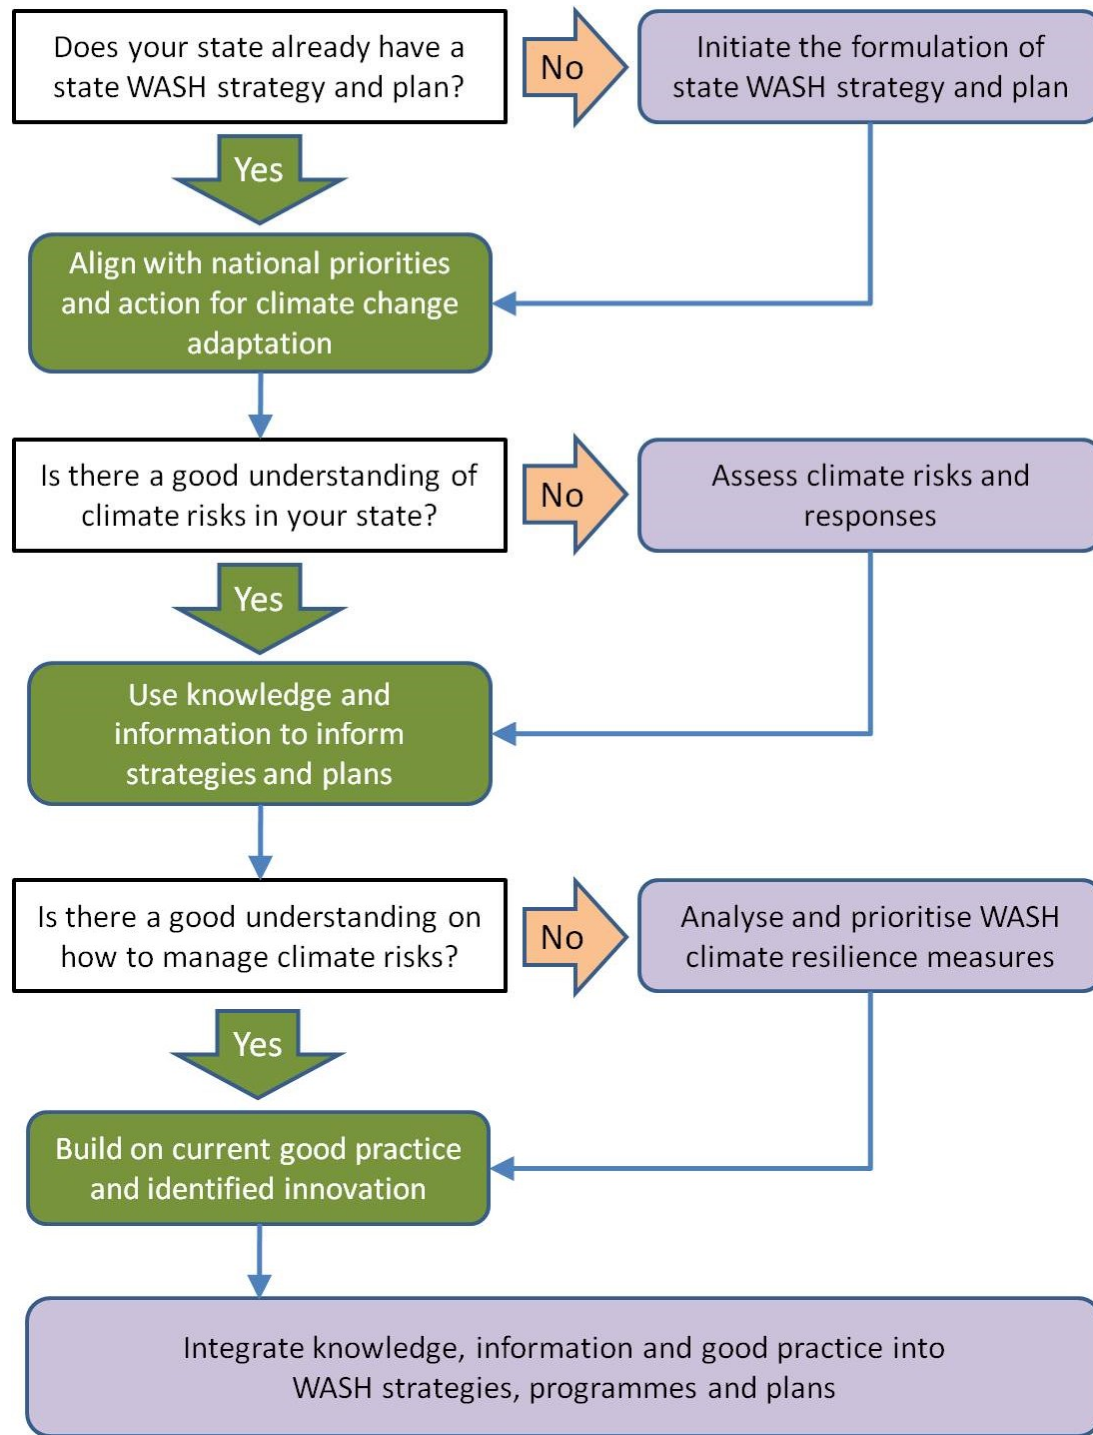 Does your state already have a
state WASH strategy and plan?
No
Initiate the formulation of
state WASH strategy and plan
Yes
Align with national priorities
and action for climate change
adaptation
Is there a good understanding of
climate risks in your state?
No
Assess climate risks and
responses
Yes
Use knowledge and
information to inform
strategies and plans
Is there a good understanding on
how to manage climate risks?
No
Analyse and prioritise WASH
climate resilience measures
Yes
Build on current good practice
and identified innovation
Integrate knowledge, information and good practice into
WASH strategies, programmes and plans